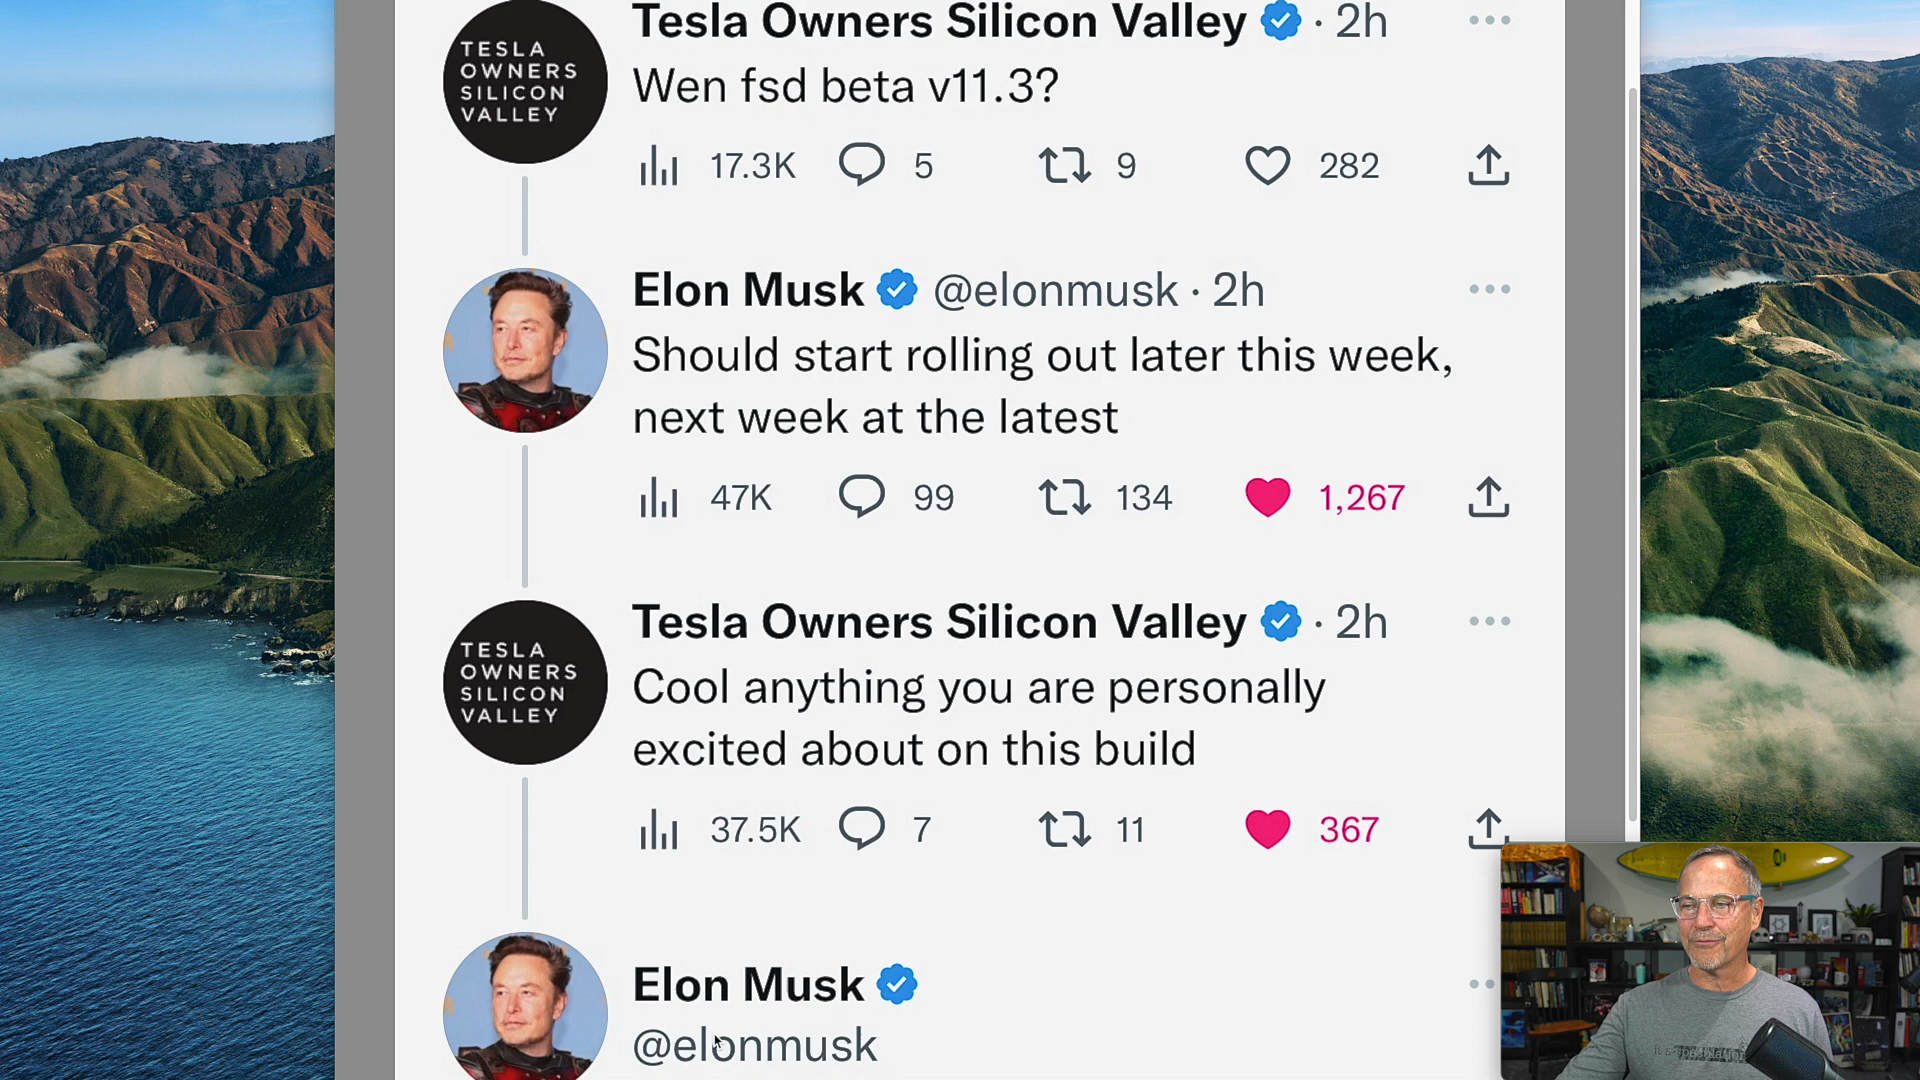 TESLA
OWNERS
SILICON
VALLEY
Tesla Owners Silicon Valley · 2h
Wen fsd beta v11.3?
17.3K 5 9 282
Elon Musk @elonmusk · 2h
Should start rolling out later this week,
next week at the latest
47K 99 134 1,267
TESLA
OWNERS
SILICON
VALLEY
Tesla Owners Silicon Valley · 2h
Cool anything you are personally
excited about on this build
37.5K 7 11 367
Elon Musk
@elonmusk